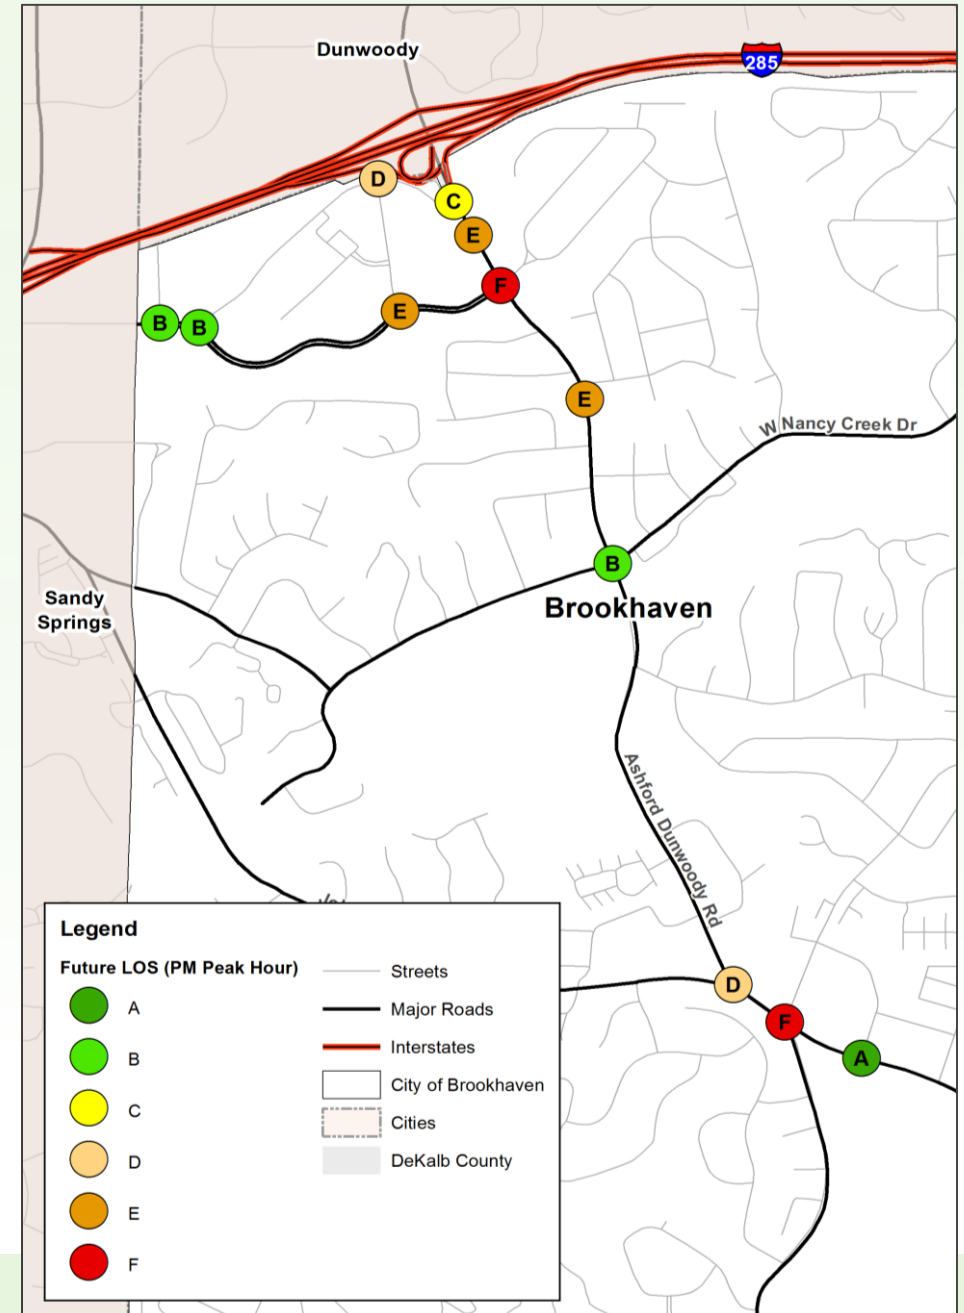 Dunwoody
285
D
C
E
F
E
B
B
E
W Nancy Creek Dr
B
Brookhaven
Sandy
Springs
Ashford Dunwoody Rd
D
F
A
Legend
Future LOS (PM Peak Hour)
A
B
C
D
E
F
Streets
Major Roads
Interstates
City of Brookhaven
Cities
DeKalb County